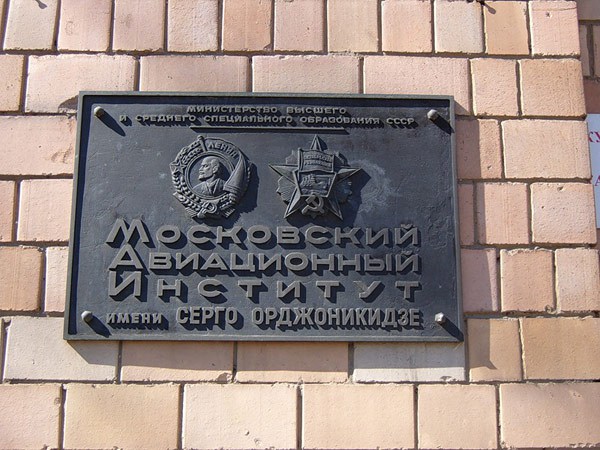 МИНИСТЕРСТВО ВЫСШЕГО
И СРЕДНЕГО СПЕЦИАЛЬНОГО ОБРАЗОВАНИЯ СССР
ЛЕНИН
МОСКОВСКИЙ
АВИАЦИОННЫЙ
ИНСТИТУТ
ИМЕНИ СЕРГО ОРДЖОНИКИДЗЕ